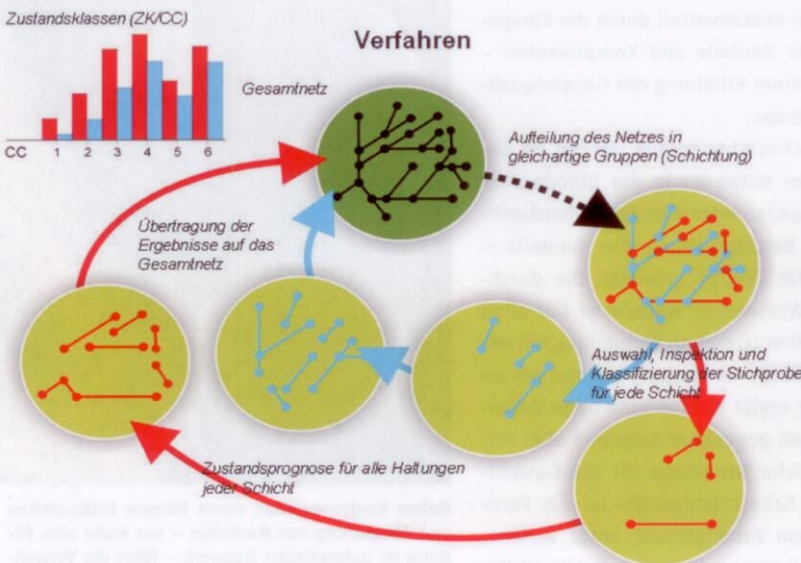 Zustandsklassen (ZK/CC)
Verfahren
Gesamtnetz
CC 1 2 3 4 5 6
Aufteilung des Netzes in
gleichartige Gruppen (Schichtung)
Übertragung der
Ergebnisse auf das
Gesamtnetz
Auswahl, Inspektion und
Klassifizierung der Stichprobe
für jede Schicht
Zustandsprognose für alle Haltungen
jeder Schicht